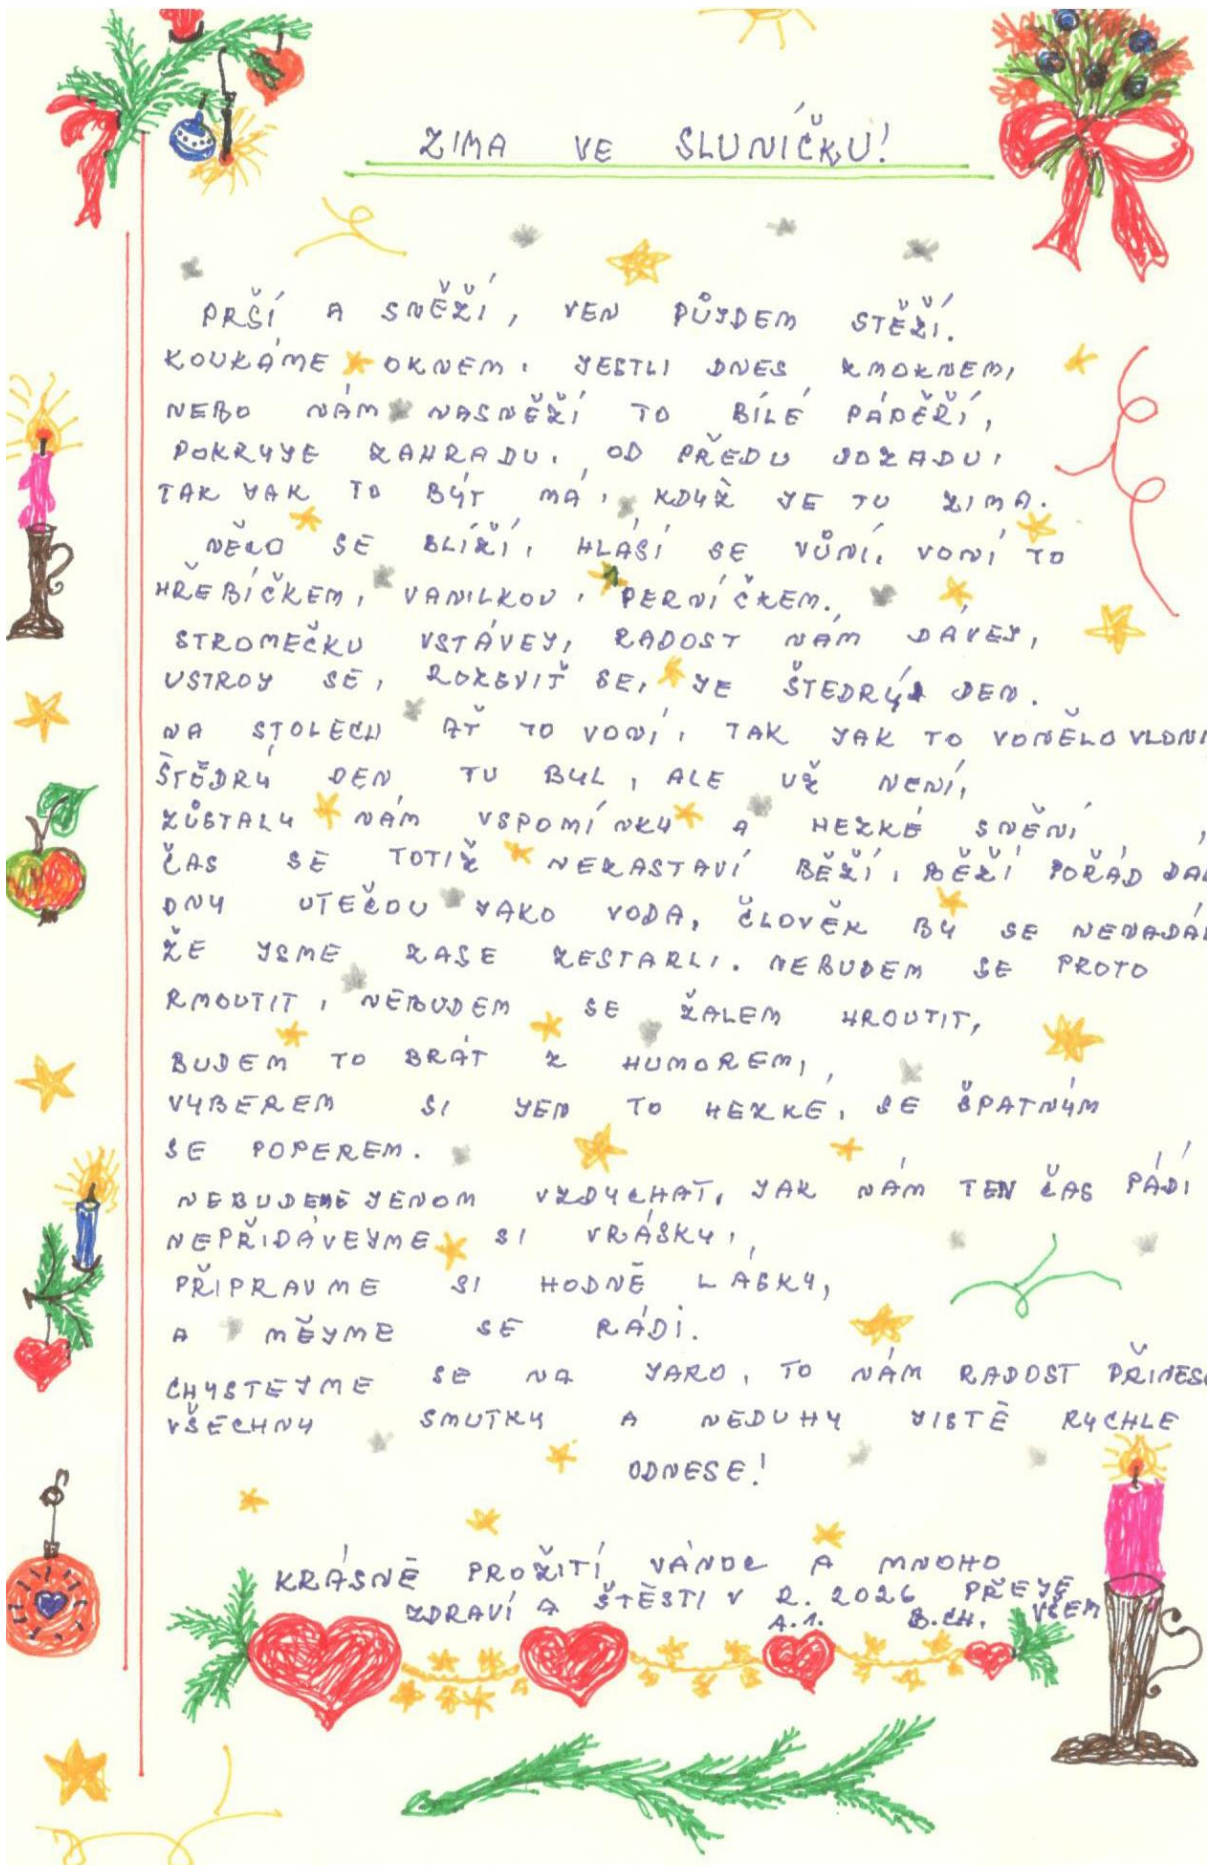 ZIMA VE SLUNÍČKU!
PRŠÍ A SNĚŽÍ, VEN PŮJDEM STĚŽÍ.
KOUKÁME OKNEM, JESTLI DNES ZMOKNEM,
NEBO NÁM NASNĚŽÍ TO BÍLÉ PÁPĚŘÍ,
POKRYJE ZAHRADU, OD PŘEDU DOZADU,
TAK JAK TO BÝT MÁ, KDYŽ JE TU ZIMA.
NĚCO SE BLÍŽÍ, HLÁSÍ SE VŮNÍ, VONÍ TO
HŘEBÍČKEM, VANILKOU, PERNÍČKEM.
STROMEČKU VSTÁVEJ, RADOST NÁM DÁVEJ,
USTROJ SE, ROZSVIŤ SE, JE ŠTEDRÝ DEN.
NA STOLECH AŤ TO VONÍ, TAK JAK TO VONĚLO VLONI,
ŠTĚDRÝ DEN TU BYL, ALE UŽ NENÍ,
ZŮSTALY NÁM VSPOMÍNKY A HEZKÉ SNĚNÍ,
ČAS SE TOTIŽ NEZASTAVÍ BĚŽÍ, BĚŽÍ POŘÁD DÁL
DNY UTEČOU JAKO VODA, ČLOVĚK BY SE NENADÁL
ŽE JSME ZASE ZESTARLI. NEBUDEM SE PROTO
RMOUTIT, NEBUDEM SE ŽALEM HROUTIT,
BUDEM TO BRÁT Z HUMOREM,
VYBEREM SI JEN TO HEZKÉ, SE ŠPATNÝM
SE POPEREM.
NEBUDEME JENOM VZDYCHAT, JAK NÁM TEN ČAS PÁDÍ
NEPŘIDÁVEJME SI VRÁSKY,
PŘIPRAVME SI HODNĚ LÁSKY,
A MĚJME SE RÁDI.
CHYSTEJME SE NA JARO, TO NÁM RADOST PŘINESE
VŠECHNY SMUTKY A NEDUHY JISTĚ RYCHLE
ODNESE!
KRÁSNÉ PROŽITÍ VÁNOC A MNOHO
ZDRAVÍ A ŠTĚSTI V R. 2026 PŘEJE VŠEM
A.1. B.CH.